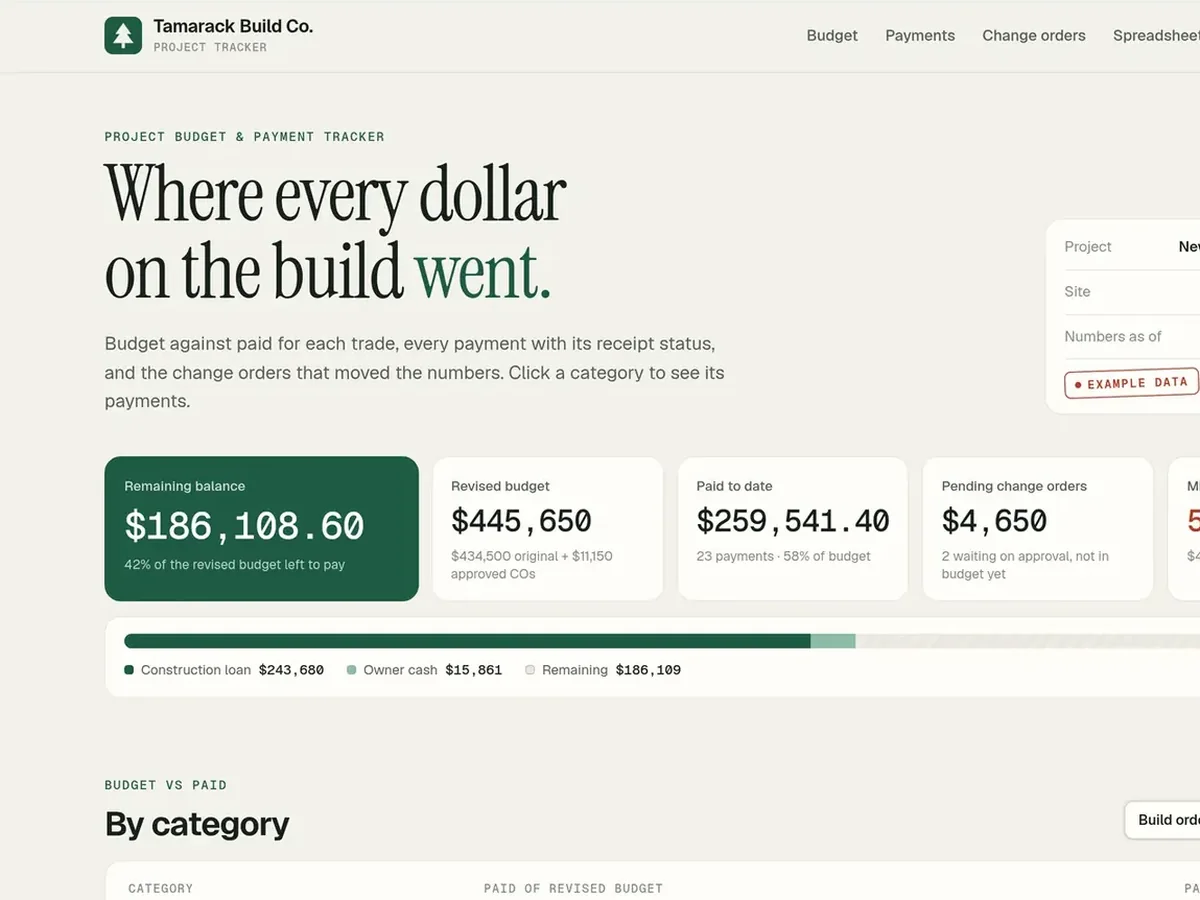 Tamarack Build Co.
PROJECT TRACKER
Budget Payments Change orders Spreadsheet
PROJECT BUDGET & PAYMENT TRACKER
Where every dollar
on the build went.
Budget against paid for each trade, every payment with its receipt status,
and the change orders that moved the numbers. Click a category to see its
payments.
Project
Site
Numbers as of
EXAMPLE DATA
Remaining balance
$186,108.60
42% of the revised budget left to pay
Revised budget
$445,650
$434,500 original + $11,150
approved COs
Paid to date
$259,541.40
23 payments · 58% of budget
Pending change orders
$4,650
2 waiting on approval, not in
budget yet
Construction loan $243,680 Owner cash $15,861 Remaining $186,109
BUDGET VS PAID
By category
Build
CATEGORY PAID OF REVISED BUDGET